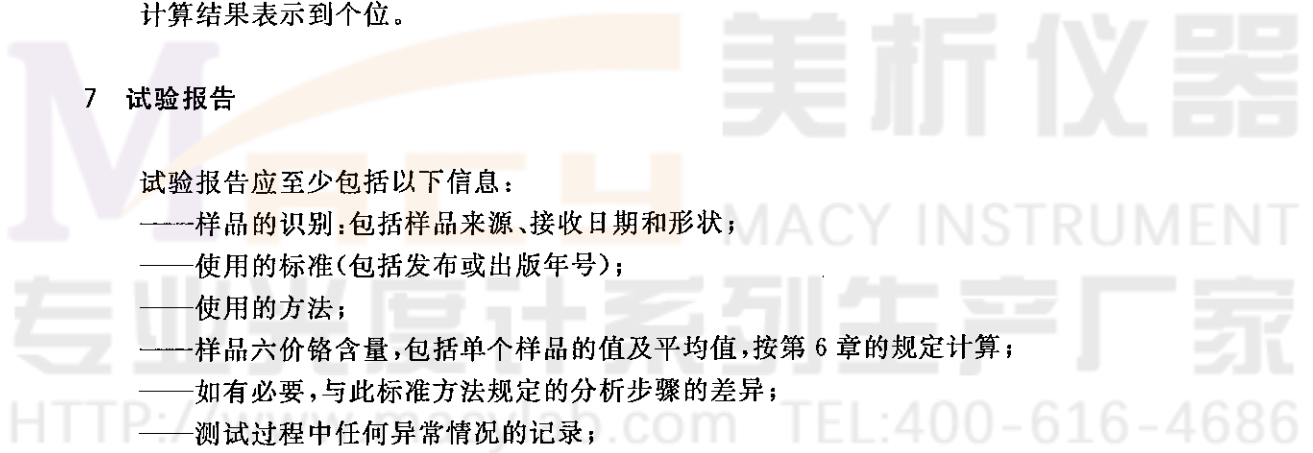 计算结果表示到个位。
美析仪器
7 试验报告
MACY
试验报告应至少包括以下信息：
——样品的识别:包括样品来源、接收日期和形状；
MACY INSTRUMENT
——使用的标准(包括发布或出版年号)；
专业光度计系列生产厂家
——使用的方法；
——样品六价铬含量,包括单个样品的值及平均值,按第 6 章的规定计算；
——如有必要,与此标准方法规定的分析步骤的差异；
HTTP://www.macylab.com TEL:400-616-4686
——测试过程中任何异常情况的记录；